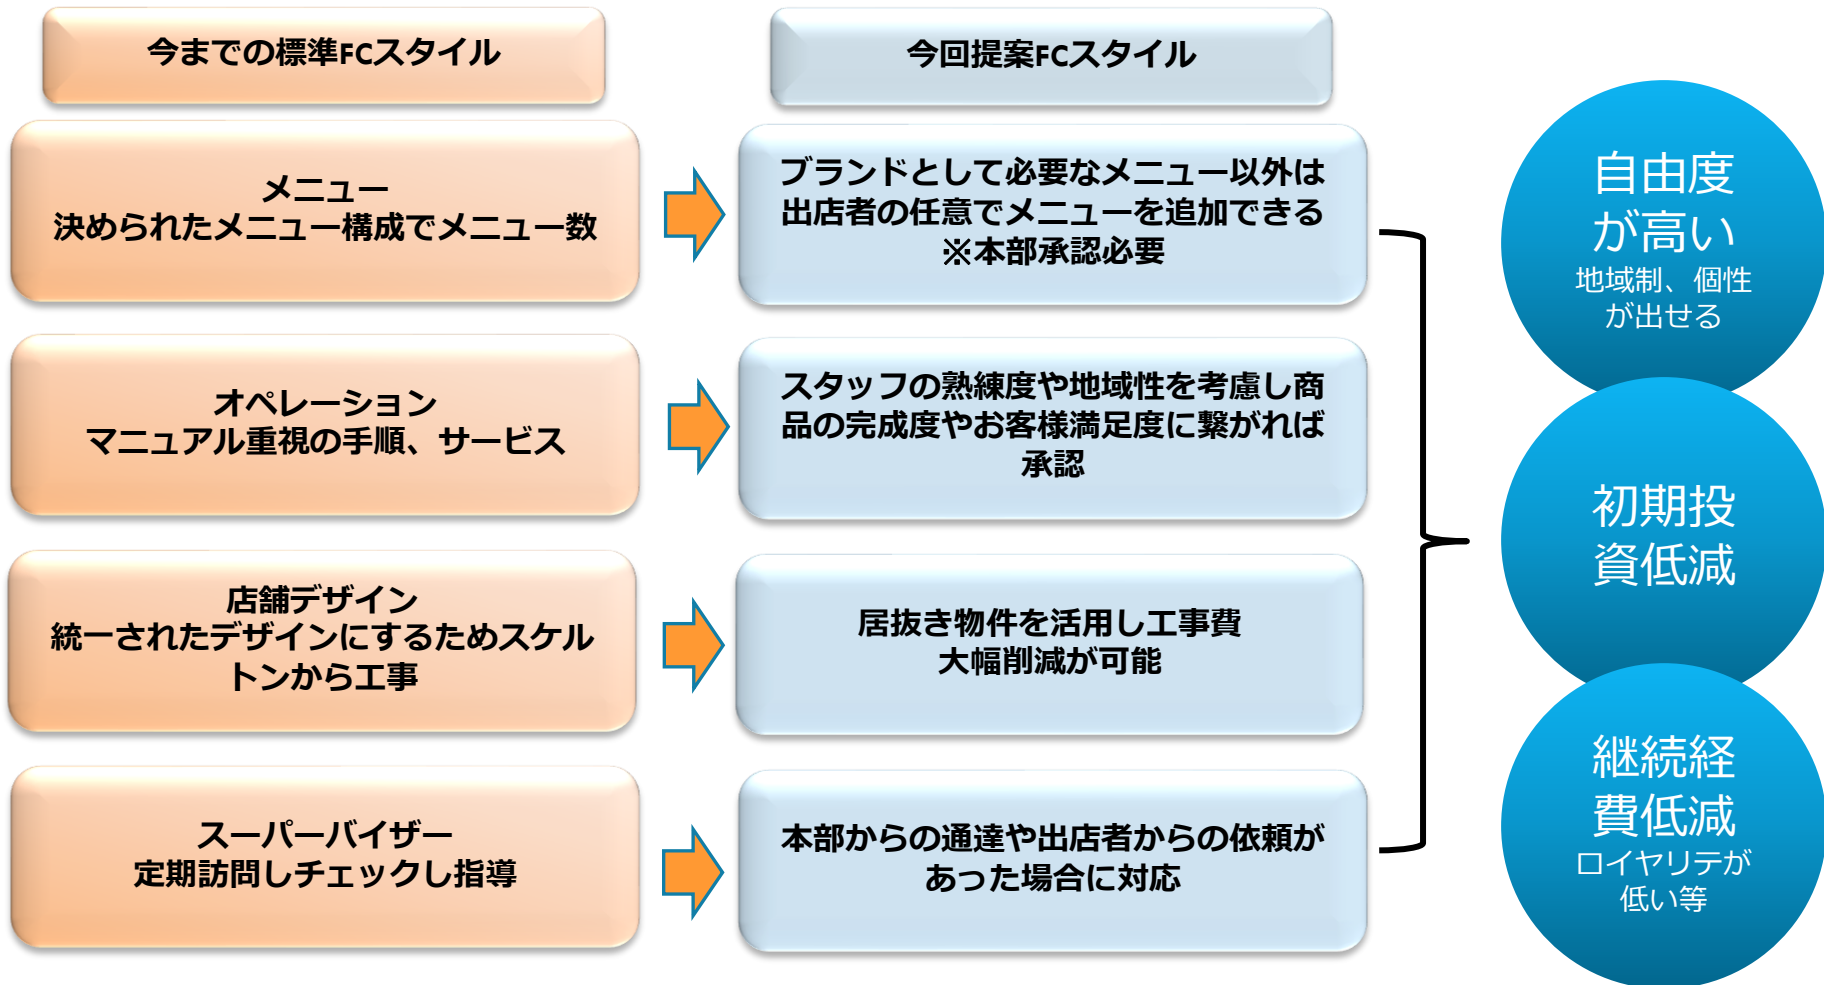 今までの標準FCスタイル
今回提案FCスタイル
メニュー
決められたメニュー構成でメニュー数
ブランドとして必要なメニュー以外は
出店者の任意でメニューを追加できる
※本部承認必要
オペレーション
マニュアル重視の手順、サービス
スタッフの熟練度や地域性を考慮し商
品の完成度やお客様満足度に繋がれば
承認
店舗デザイン
統一されたデザインにするためスケル
トンから工事
居抜き物件を活用し工事費
大幅削減が可能
スーパーバイザー
定期訪問しチェックし指導
本部からの通達や出店者からの依頼が
あった場合に対応
自由度
が高い
地域制、個性
が出せる
初期投
資低減
継続経
費低減
ロイヤリテが
低い等